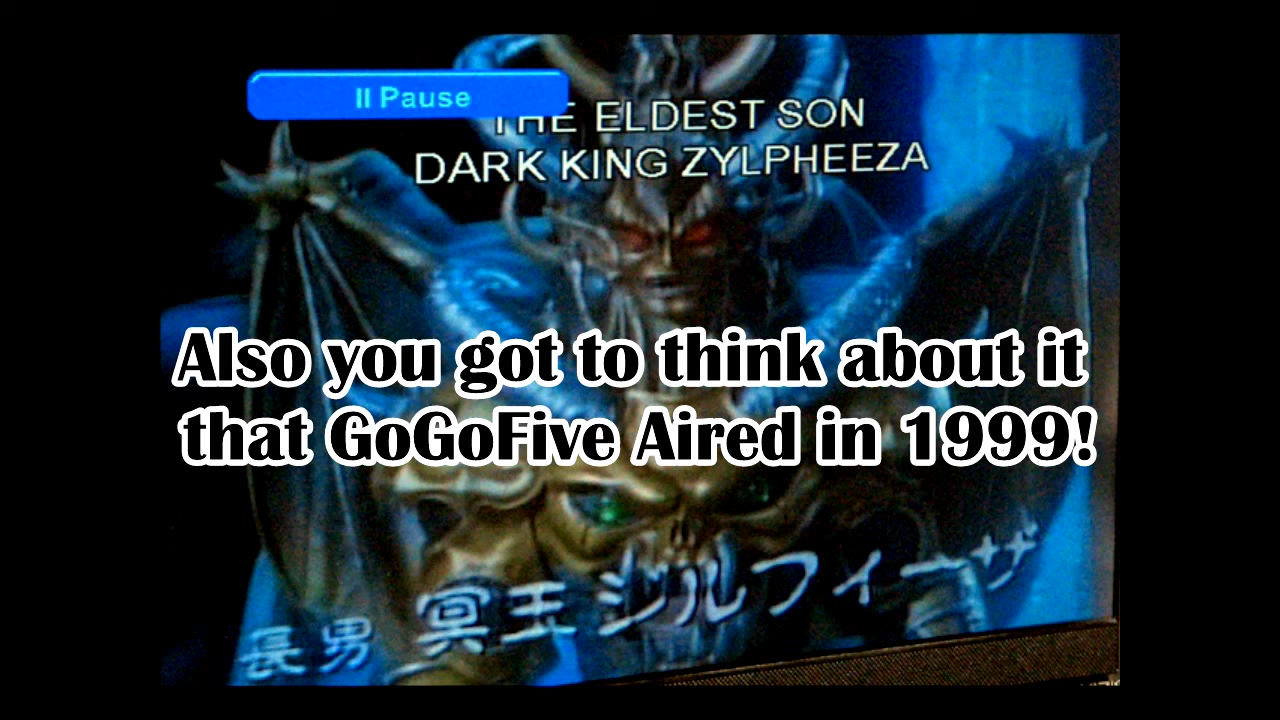 II Pause
THE ELDEST SON
DARK KING ZYLPHEEZA
Also you got to think about it
that GoGoFive Aired in 1999!
長男 冥王 ジルフィーザ